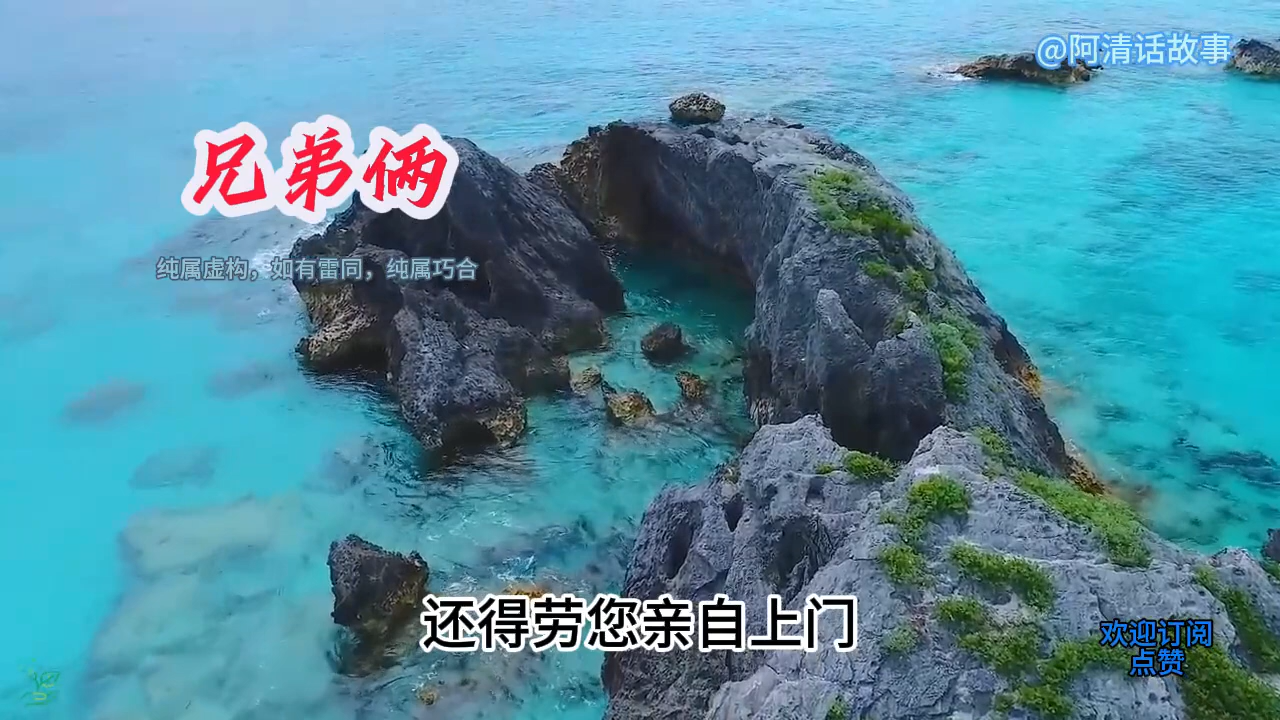 @阿清话故事
兄弟俩
纯属虚构，如有雷同，纯属巧合
还得劳您亲自上门
欢迎订阅
点赞